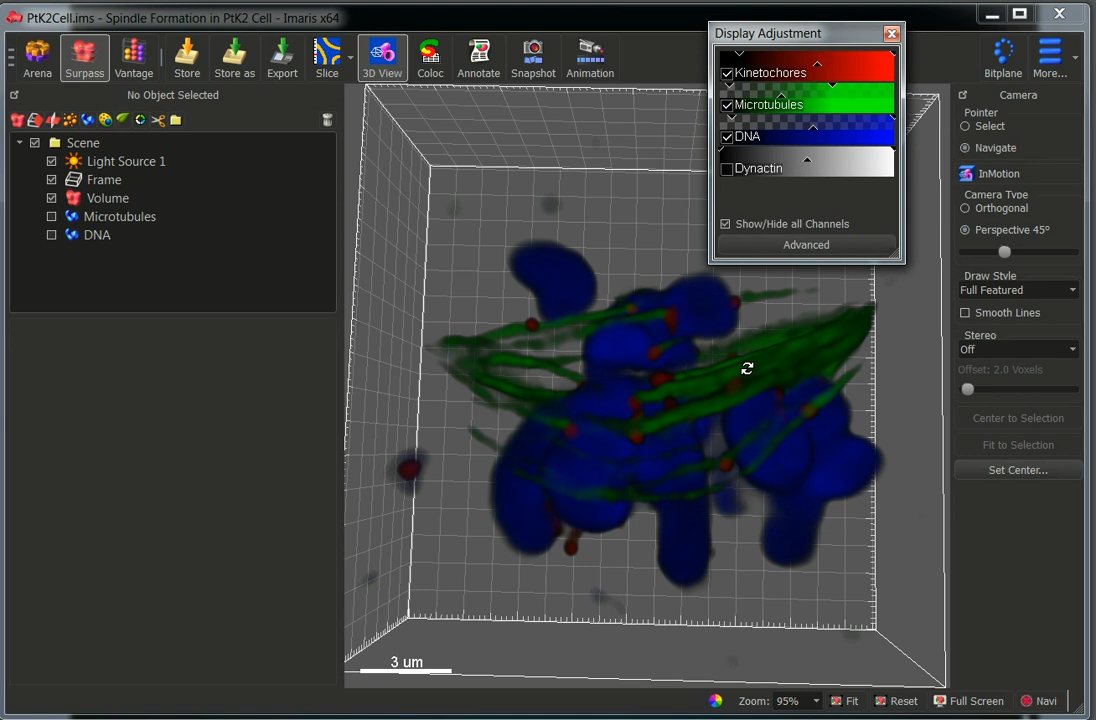 PtK2Cell.ims - Spindle Formation in PtK2 Cell - Imaris x64
Arena
Surpass
Vantage
Store
Store as
Export
Slice
3D View
Coloc
Annotate
Snapshot
Animation
Bitplane
More...
No Object Selected
Scene
Light Source 1
Frame
Volume
Microtubules
DNA
Display Adjustment
Kinetochores
Microtubules
DNA
Dynactin
Show/Hide all Channels
Advanced
Camera
Pointer
Select
Navigate
InMotion
Camera Type
Orthogonal
Perspective 45°
Draw Style
Full Featured
Smooth Lines
Stereo
Off
Offset: 2.0 Voxels
Center to Selection
Fit to Selection
Set Center...
3 um
Zoom: 95% Fit Reset Full Screen Navi